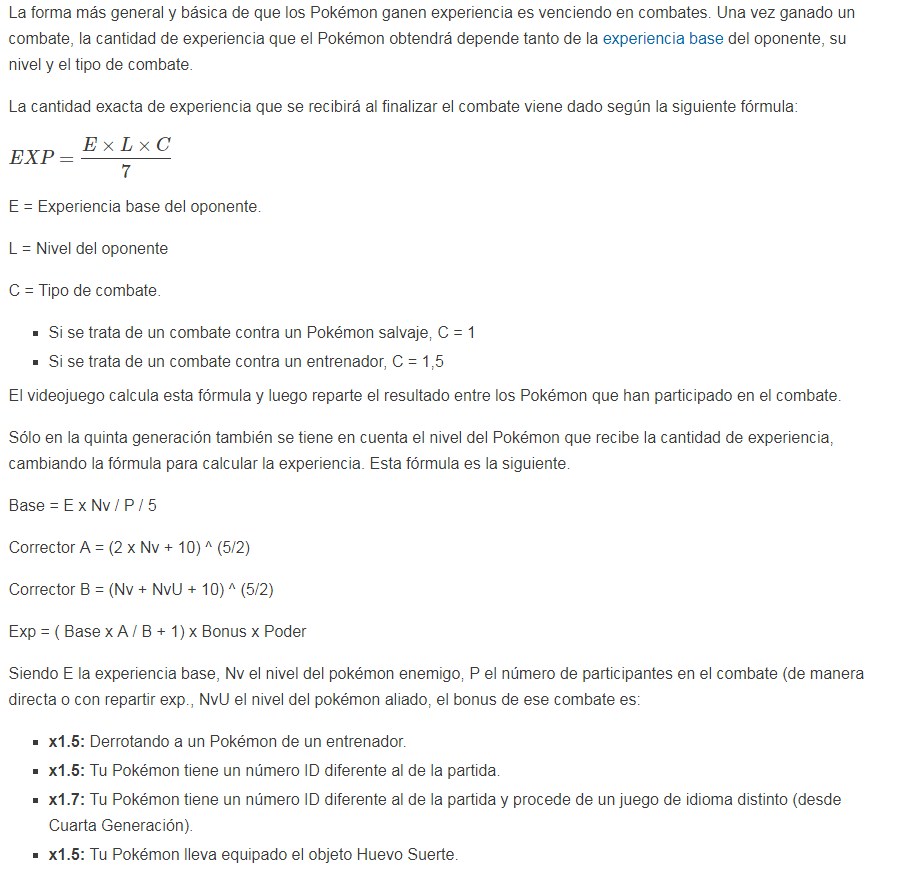 La forma más general y básica de que los Pokémon ganen experiencia es venciendo en combates. Una vez ganado un
combate, la cantidad de experiencia que el Pokémon obtendrá depende tanto de la experiencia base del oponente, su
nivel y el tipo de combate.
La cantidad exacta de experiencia que se recibirá al finalizar el combate viene dado según la siguiente fórmula:
EXP = E × L × C / 7
E = Experiencia base del oponente.
L = Nivel del oponente
C = Tipo de combate.
▪ Si se trata de un combate contra un Pokémon salvaje, C = 1
▪ Si se trata de un combate contra un entrenador, C = 1,5
El videojuego calcula esta fórmula y luego reparte el resultado entre los Pokémon que han participado en el combate.
Sólo en la quinta generación también se tiene en cuenta el nivel del Pokémon que recibe la cantidad de experiencia,
cambiando la fórmula para calcular la experiencia. Esta fórmula es la siguiente.
Base = E x Nv / P / 5
Corrector A = (2 x Nv + 10) ^ (5/2)
Corrector B = (Nv + NvU + 10) ^ (5/2)
Exp = ( Base x A / B + 1) x Bonus x Poder
Siendo E la experiencia base, Nv el nivel del pokémon enemigo, P el número de participantes en el combate (de manera
directa o con repartir exp., NvU el nivel del pokémon aliado, el bonus de ese combate es:
▪ x1.5: Derrotando a un Pokémon de un entrenador.
▪ x1.5: Tu Pokémon tiene un número ID diferente al de la partida.
▪ x1.7: Tu Pokémon tiene un número ID diferente al de la partida y procede de un juego de idioma distinto (desde
Cuarta Generación).
▪ x1.5: Tu Pokémon lleva equipado el objeto Huevo Suerte.